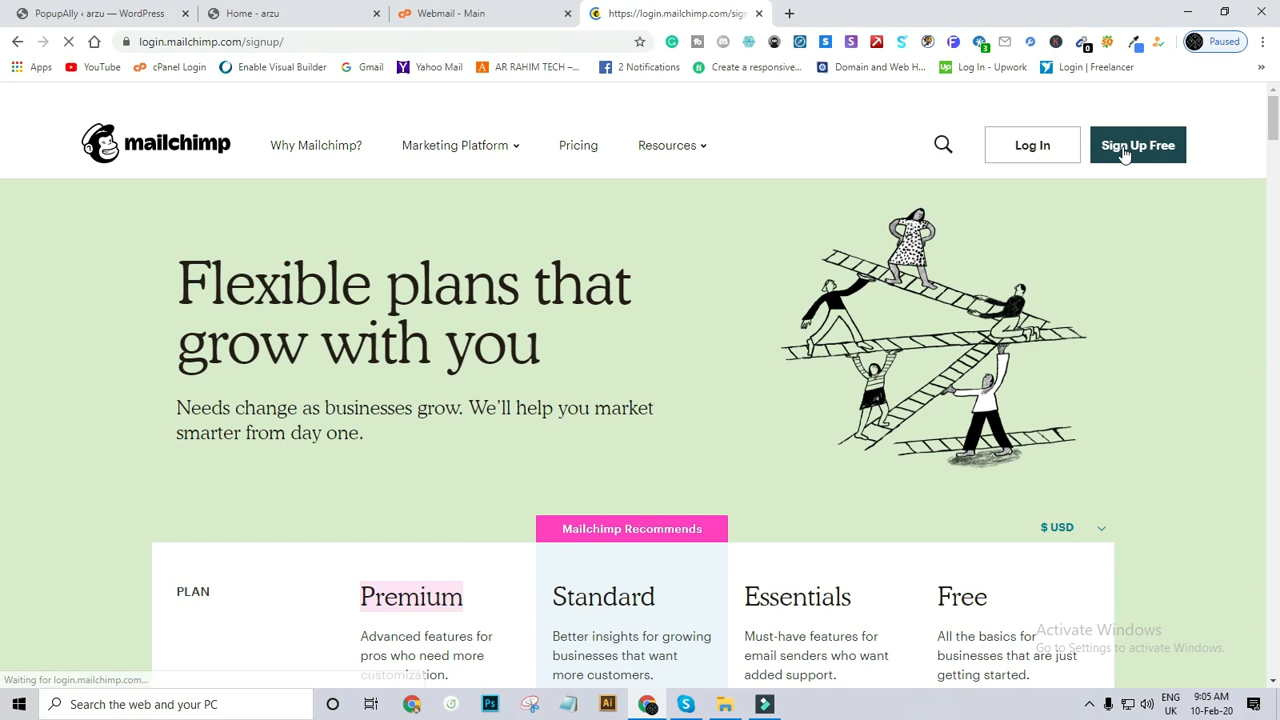 PopupAlly ‹ arzu — WordPress
Home - arzu
Webmail - Main
https://login.mailchimp.com/sign
login.mailchimp.com/signup/
Paused
Apps
YouTube
cPanel Login
Enable Visual Builder
Gmail
Yahoo Mail
AR RAHIM TECH –...
2 Notifications
Create a responsive...
Domain and Web H...
Log In - Upwork
Login | Freelancer
»
mailchimp
Why Mailchimp?
Marketing Platform
Pricing
Resources
Log In
Sign Up Free
Flexible plans that
grow with you
Needs change as businesses grow. We'll help you market
smarter from day one.
Mailchimp Recommends
$ USD
PLAN
Premium
Standard
Essentials
Free
Advanced features for
pros who need more
customization.
Better insights for growing
businesses that want
more customers.
Must-have features for
email senders who want
added support.
All the basics for
businesses that are just
getting started.
Activate Windows
Go to Settings to activate Windows.
Waiting for login.mailchimp.com...
Search the web and your PC
ENG
UK
9:05 AM
10-Feb-20